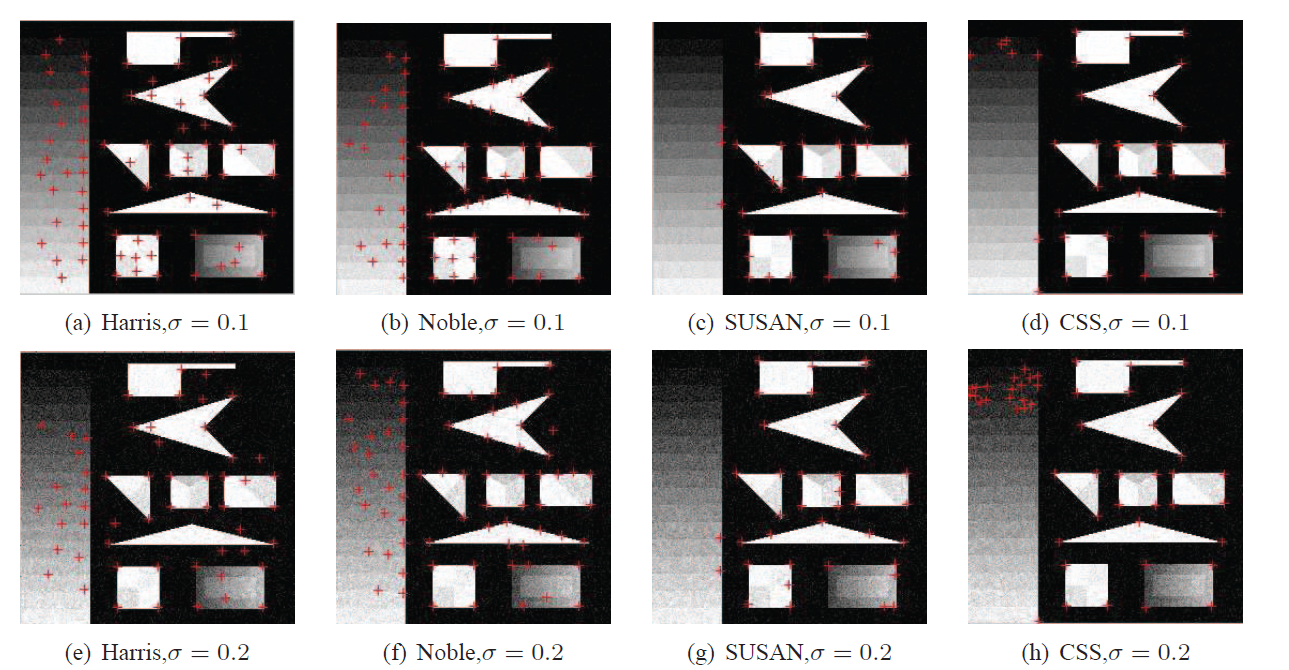 (a) Harris,σ = 0.1
(b) Noble,σ = 0.1
(c) SUSAN,σ = 0.1
(d) CSS,σ = 0.1
(e) Harris,σ = 0.2
(f) Noble,σ = 0.2
(g) SUSAN,σ = 0.2
(h) CSS,σ = 0.2